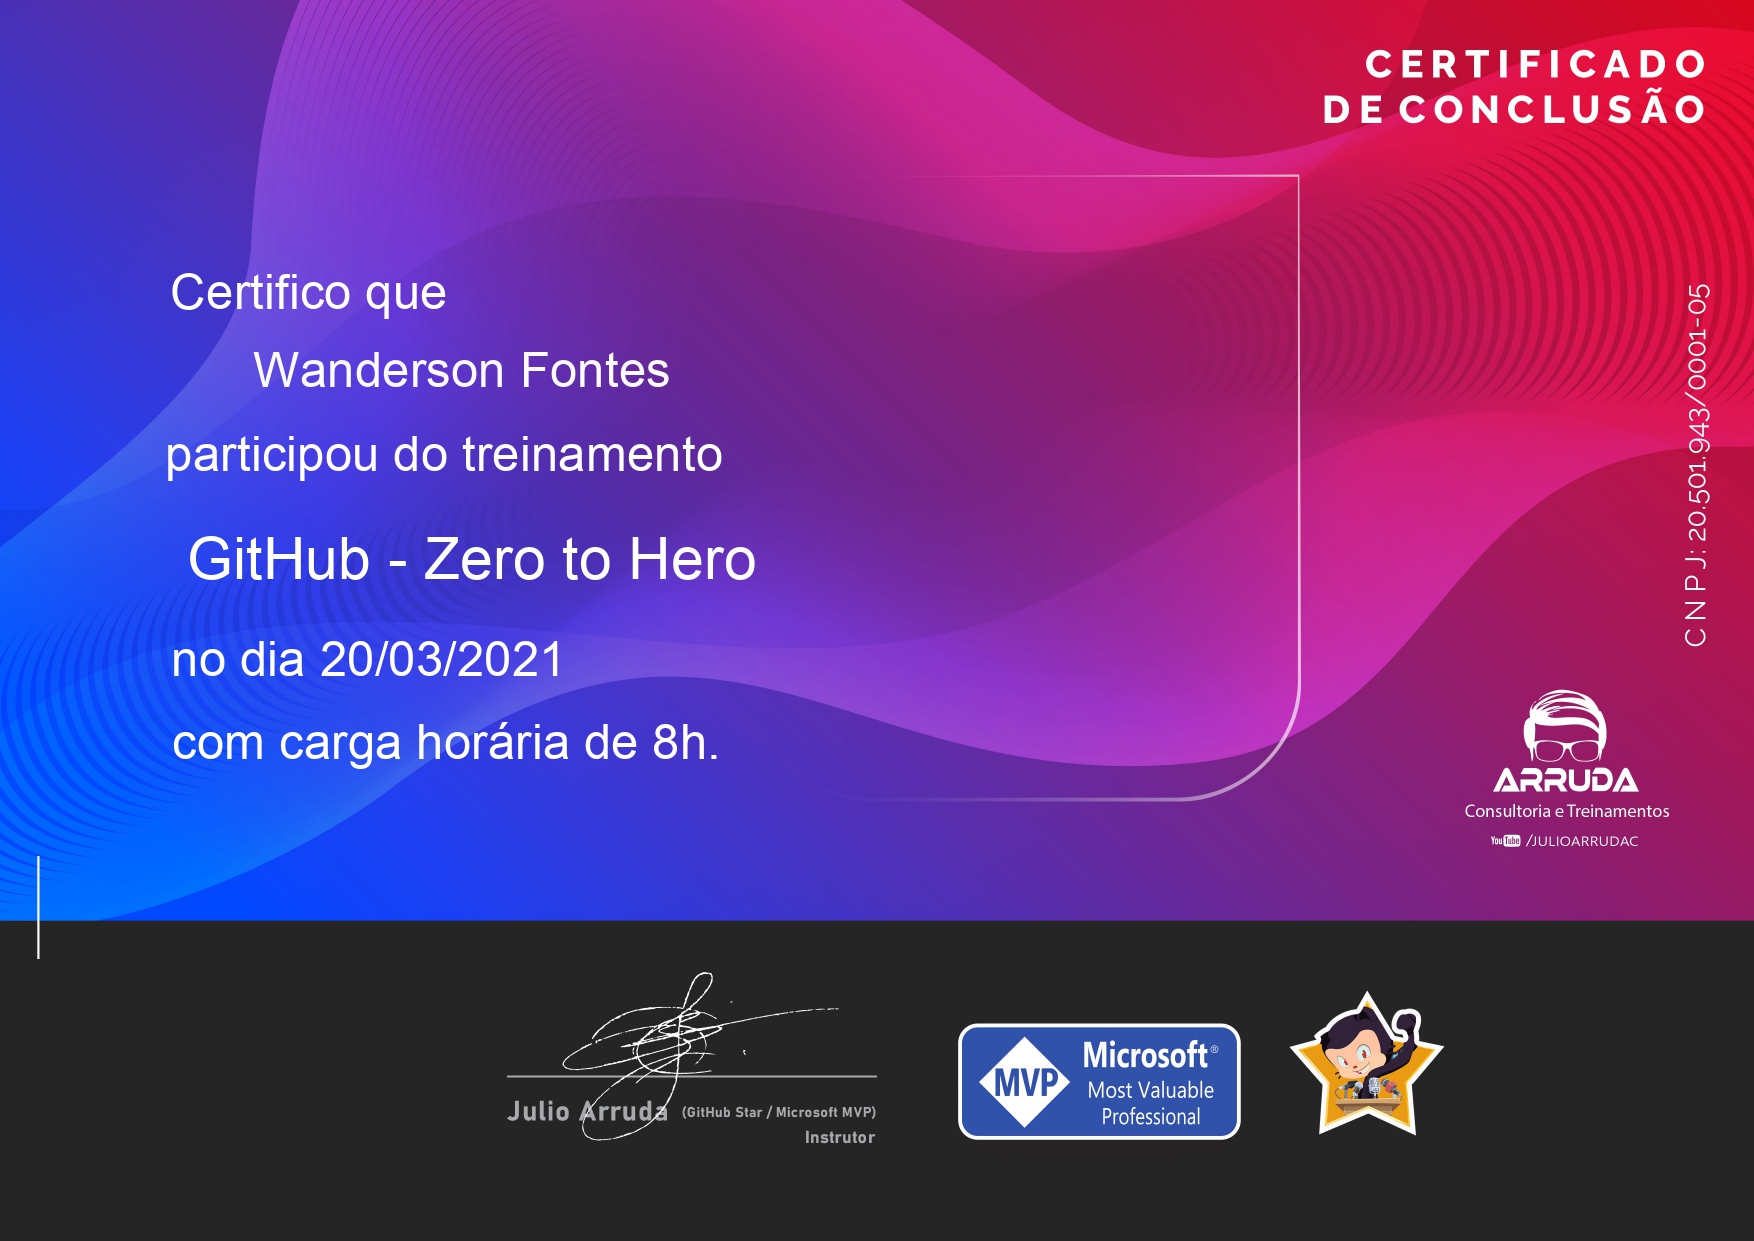 CERTIFICADO
DE CONCLUSÃO
Certifico que
Wanderson Fontes
participou do treinamento
GitHub - Zero to Hero
no dia 20/03/2021
com carga horária de 8h.
CNPJ: 20.501.943/0001-05
ARRUDA
Consultoria e Treinamentos
YouTube /JULIOARRUDAC
Julio Arruda (GitHub Star / Microsoft MVP)
Instrutor
MVP
Microsoft®
Most Valuable
Professional